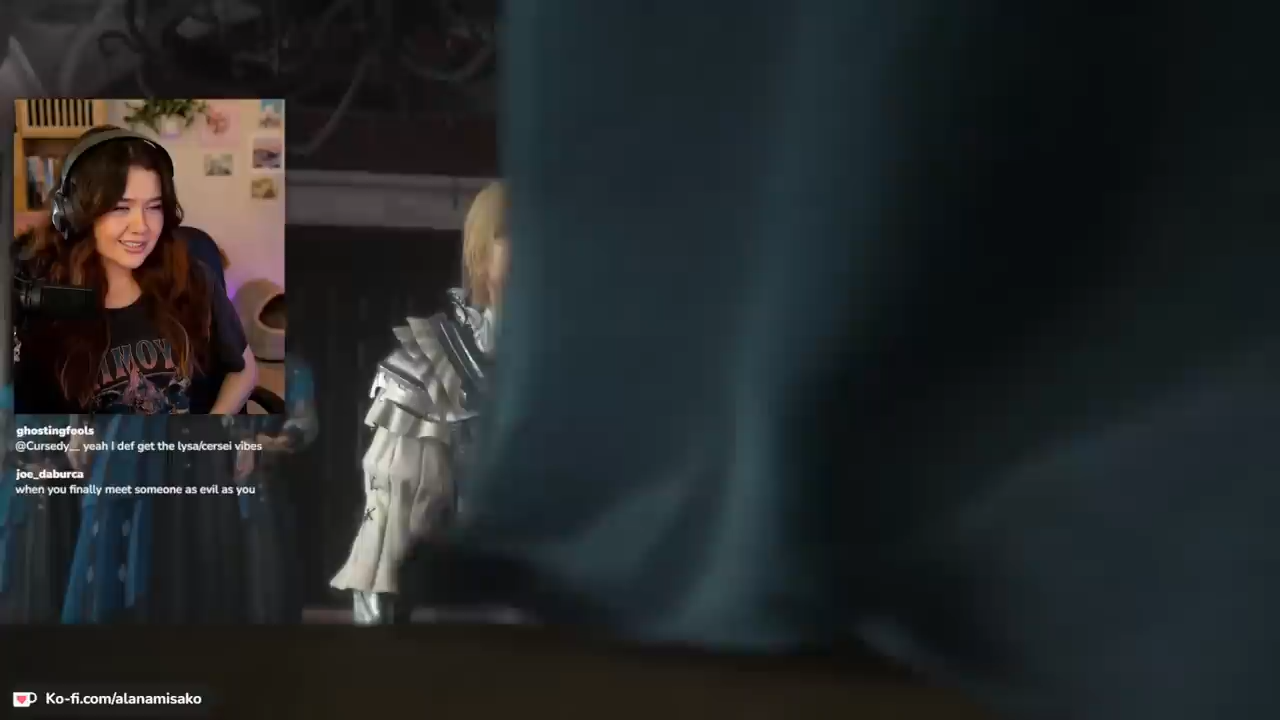 ghostingfools
@Cursedy__ yeah I def get the lysa/cersei vibes
joe_daburca
when you finally meet someone as evil as you
Ko-fi.com/alanamisako